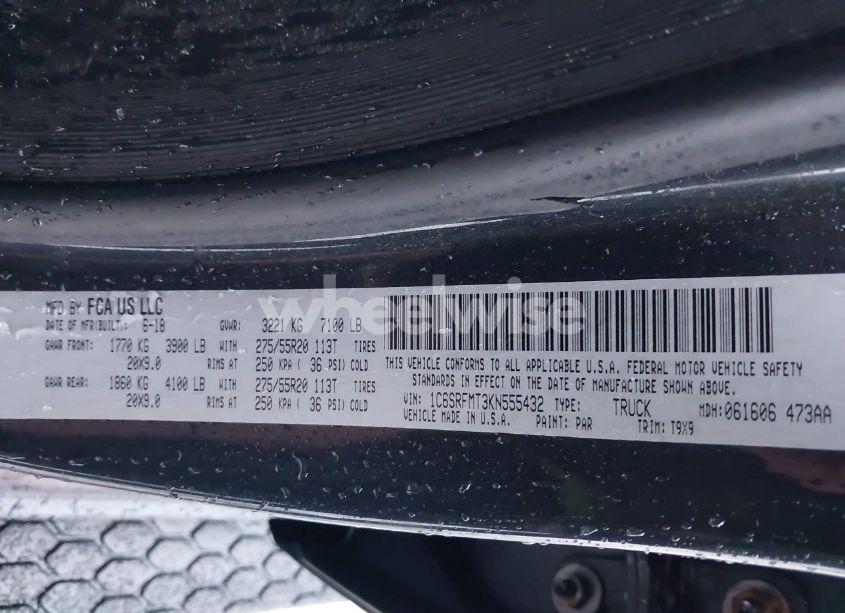 MFD BY FCA US LLC
DATE OF MFR(BUILT): 6-18 GVWR: 3221 KG 7100 LB
GAWR FRONT: 1770 KG 3900 LB WITH 275/55R20 113T TIRES
20X9.0 RIMS AT 250 KPA ( 36 PSI) COLD
GAWR REAR: 1860 KG 4100 LB WITH 275/55R20 113T TIRES
20X9.0 RIMS AT 250 KPA ( 36 PSI) COLD
THIS VEHICLE CONFORMS TO ALL APPLICABLE U.S.A. FEDERAL MOTOR VEHICLE SAFETY
STANDARDS IN EFFECT ON THE DATE OF MANUFACTURE SHOWN ABOVE.
VIN: 1C6SRFMT3KN555432 TYPE: TRUCK MDH: 061606 473AA
VEHICLE MADE IN U.S.A. PAINT: PAR TRIM: T9X9
wheelwise